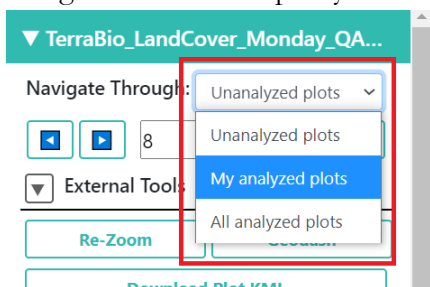 ▼ TerraBio_LandCover_Monday_QA...
Navigate Through: Unanalyzed plots
8
Unanalyzed plots
My analyzed plots
All analyzed plots
External Tools
Re-Zoom